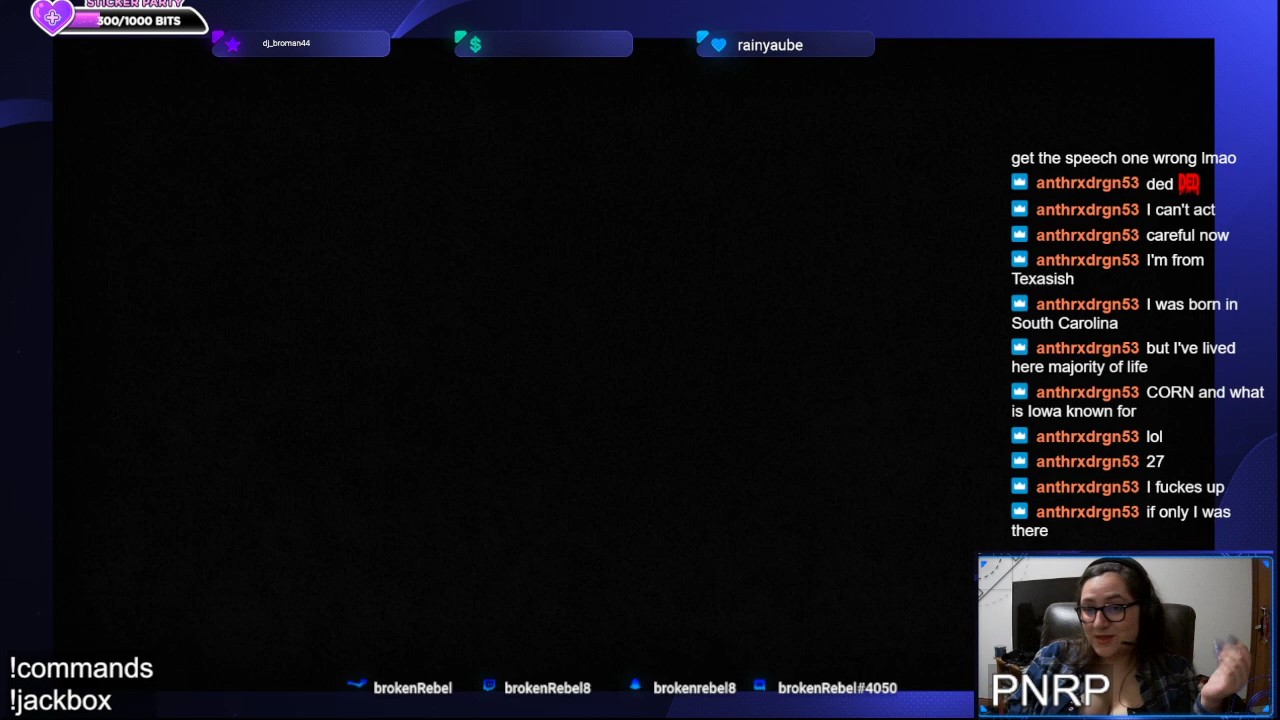 STICKER PARTY
300/1000 BITS
dj_broman44
$
rainyaube
get the speech one wrong lmao
anthrxdrgn53 ded DED
anthrxdrgn53 I can't act
anthrxdrgn53 careful now
anthrxdrgn53 I'm from
Texasish
anthrxdrgn53 I was born in
South Carolina
anthrxdrgn53 but I've lived
here majority of life
anthrxdrgn53 CORN and what
is Iowa known for
anthrxdrgn53 lol
anthrxdrgn53 27
anthrxdrgn53 I fuckes up
anthrxdrgn53 if only I was
there
!commands
!jackbox
brokenRebel
brokenRebel8
brokenrebel8
brokenRebel#4050
PNRP